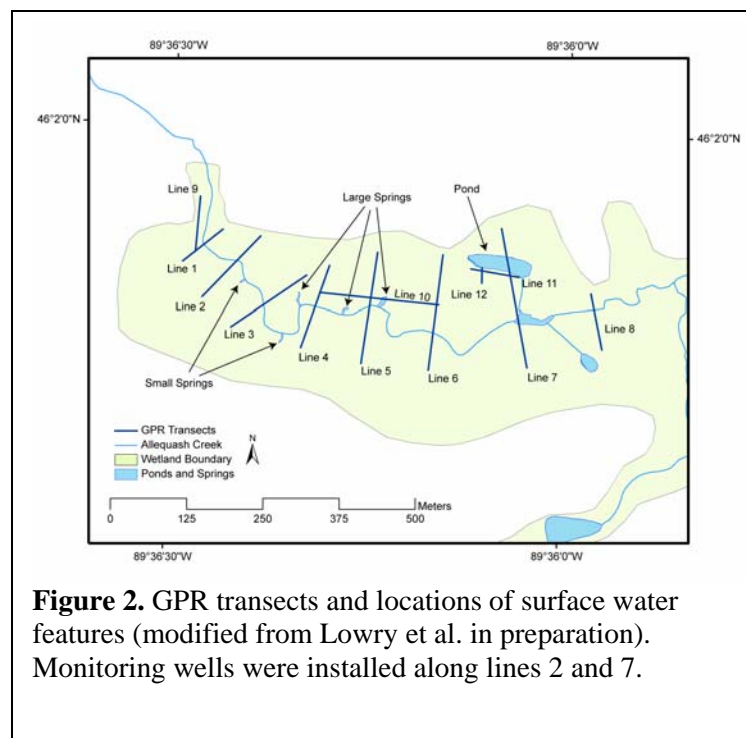 89°36'30"W
89°36'0"W
46°2'0"N
46°2'0"N
Line 9
Large Springs
Pond
Line 1
Line 2
Line 10
Line 11
Line 12
Line 3
Line 8
Line 4
Small Springs
Line 5
Line 6
Line 7
GPR Transects
Allequash Creek
Wetland Boundary
Ponds and Springs
N
Meters
0 125 250 375 500
89°36'30"W
89°36'0"W
Figure 2. GPR transects and locations of surface water
features (modified from Lowry et al. in preparation).
Monitoring wells were installed along lines 2 and 7.